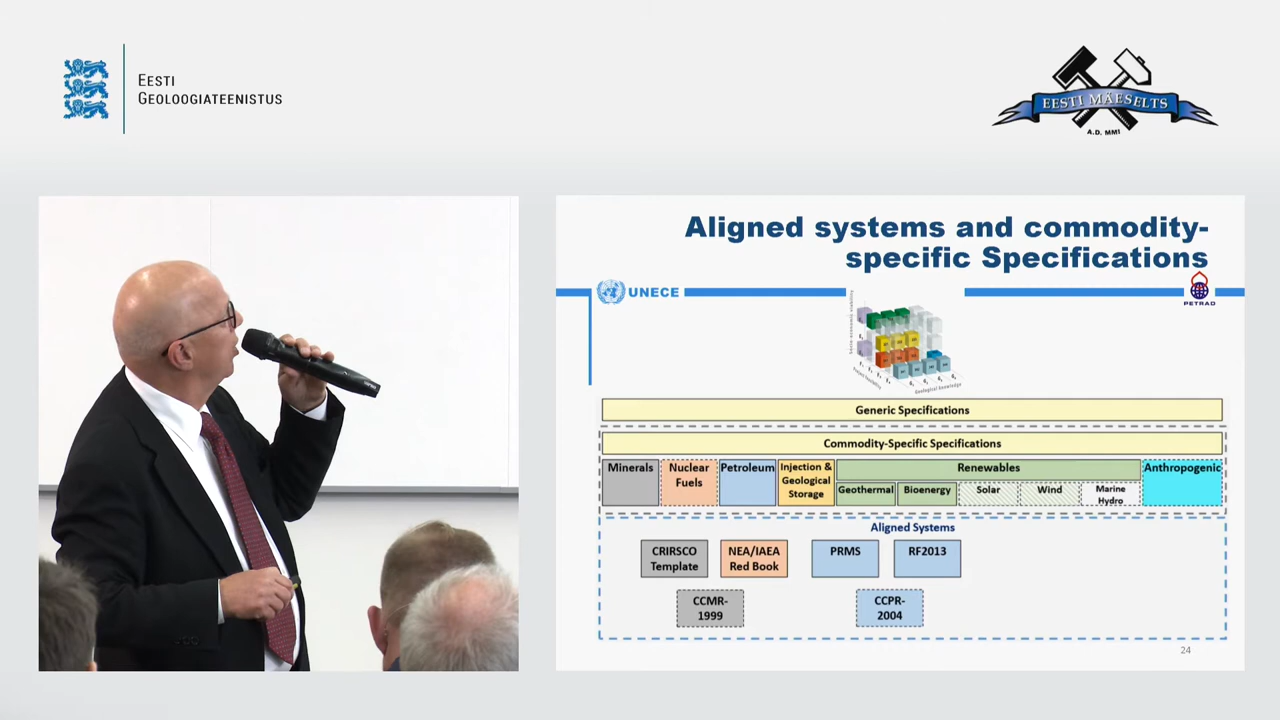 EESTI
GEOLOOGIATEENISTUS
EESTI MÄESELTS
A.D. MMI
Aligned systems and commodity-
specific Specifications
UNECE
PETRAD
Generic Specifications
Commodity-Specific Specifications
Minerals
Nuclear
Fuels
Petroleum
Injection &
Geological
Storage
Renewables
Geothermal
Bioenergy
Solar
Wind
Marine
Hydro
Anthropogenic
Aligned Systems
CRIRSCO
Template
NEA/IAEA
Red Book
PRMS
RF2013
CCMR-
1999
CCPR-
2004
24